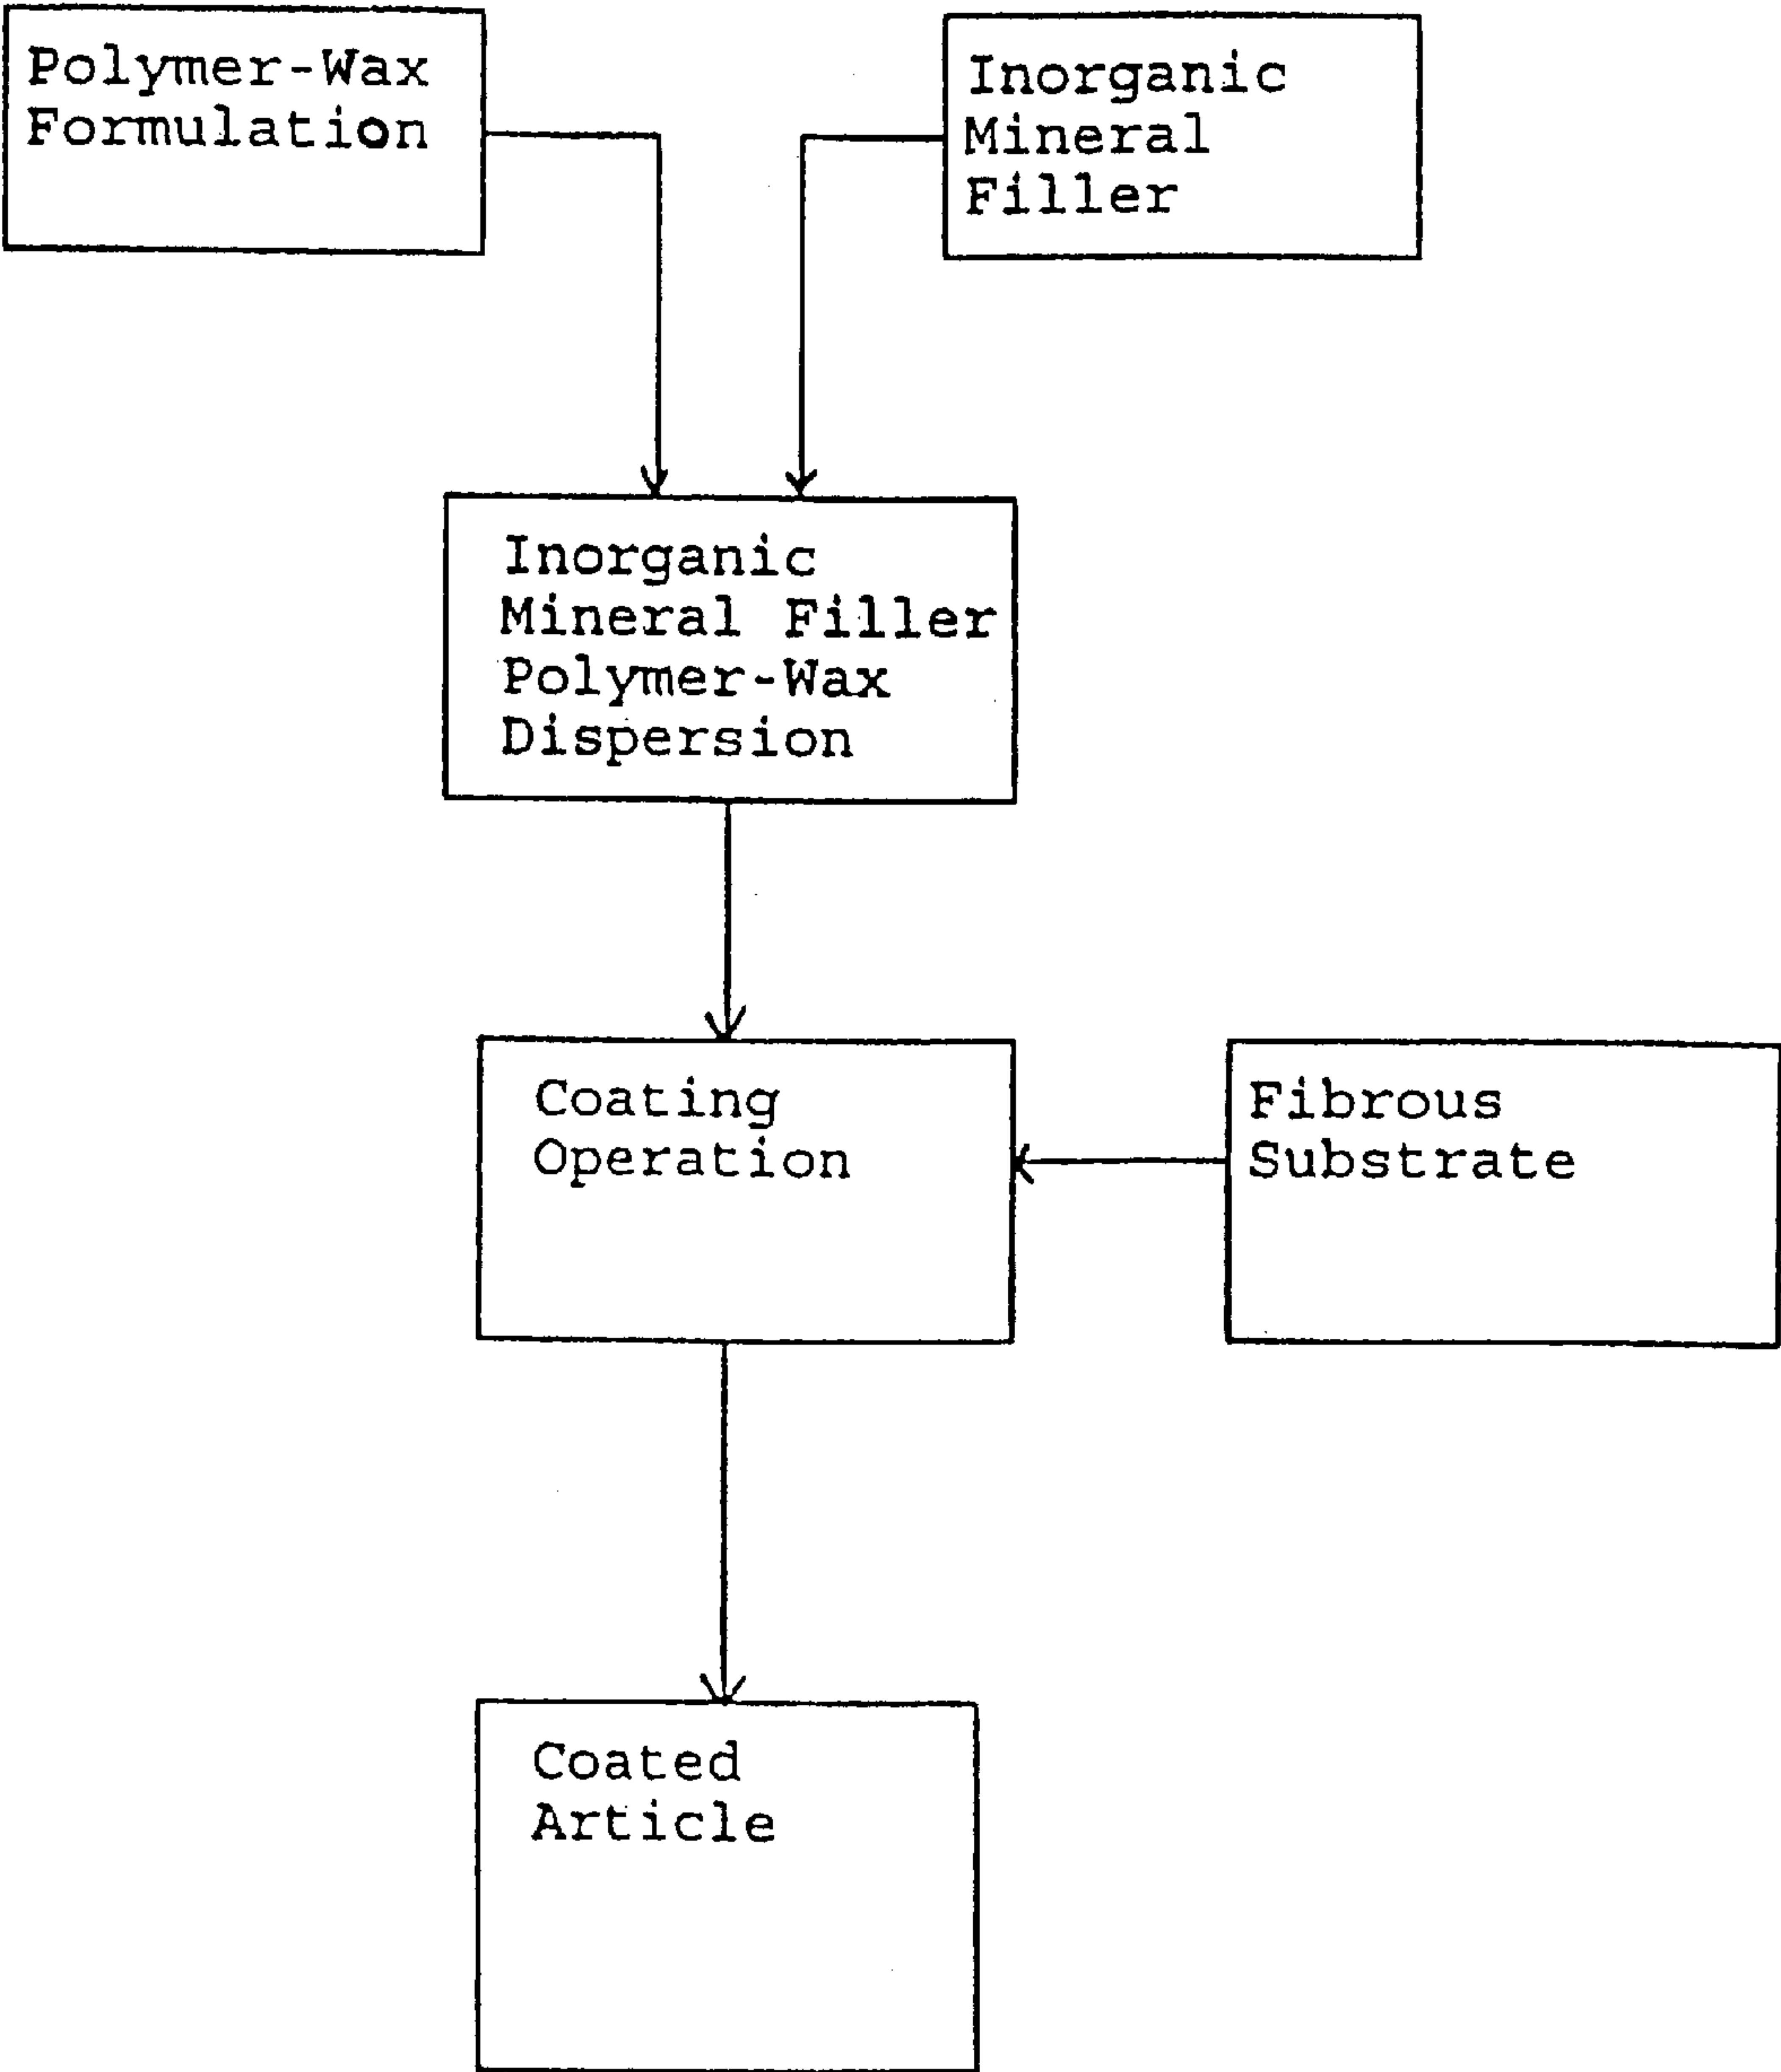 Polymer-Wax
Formulation
Inorganic
Mineral
Filler
Inorganic
Mineral Filler
Polymer-Wax
Dispersion
Coating
Operation
Fibrous
Substrate
Coated
Article